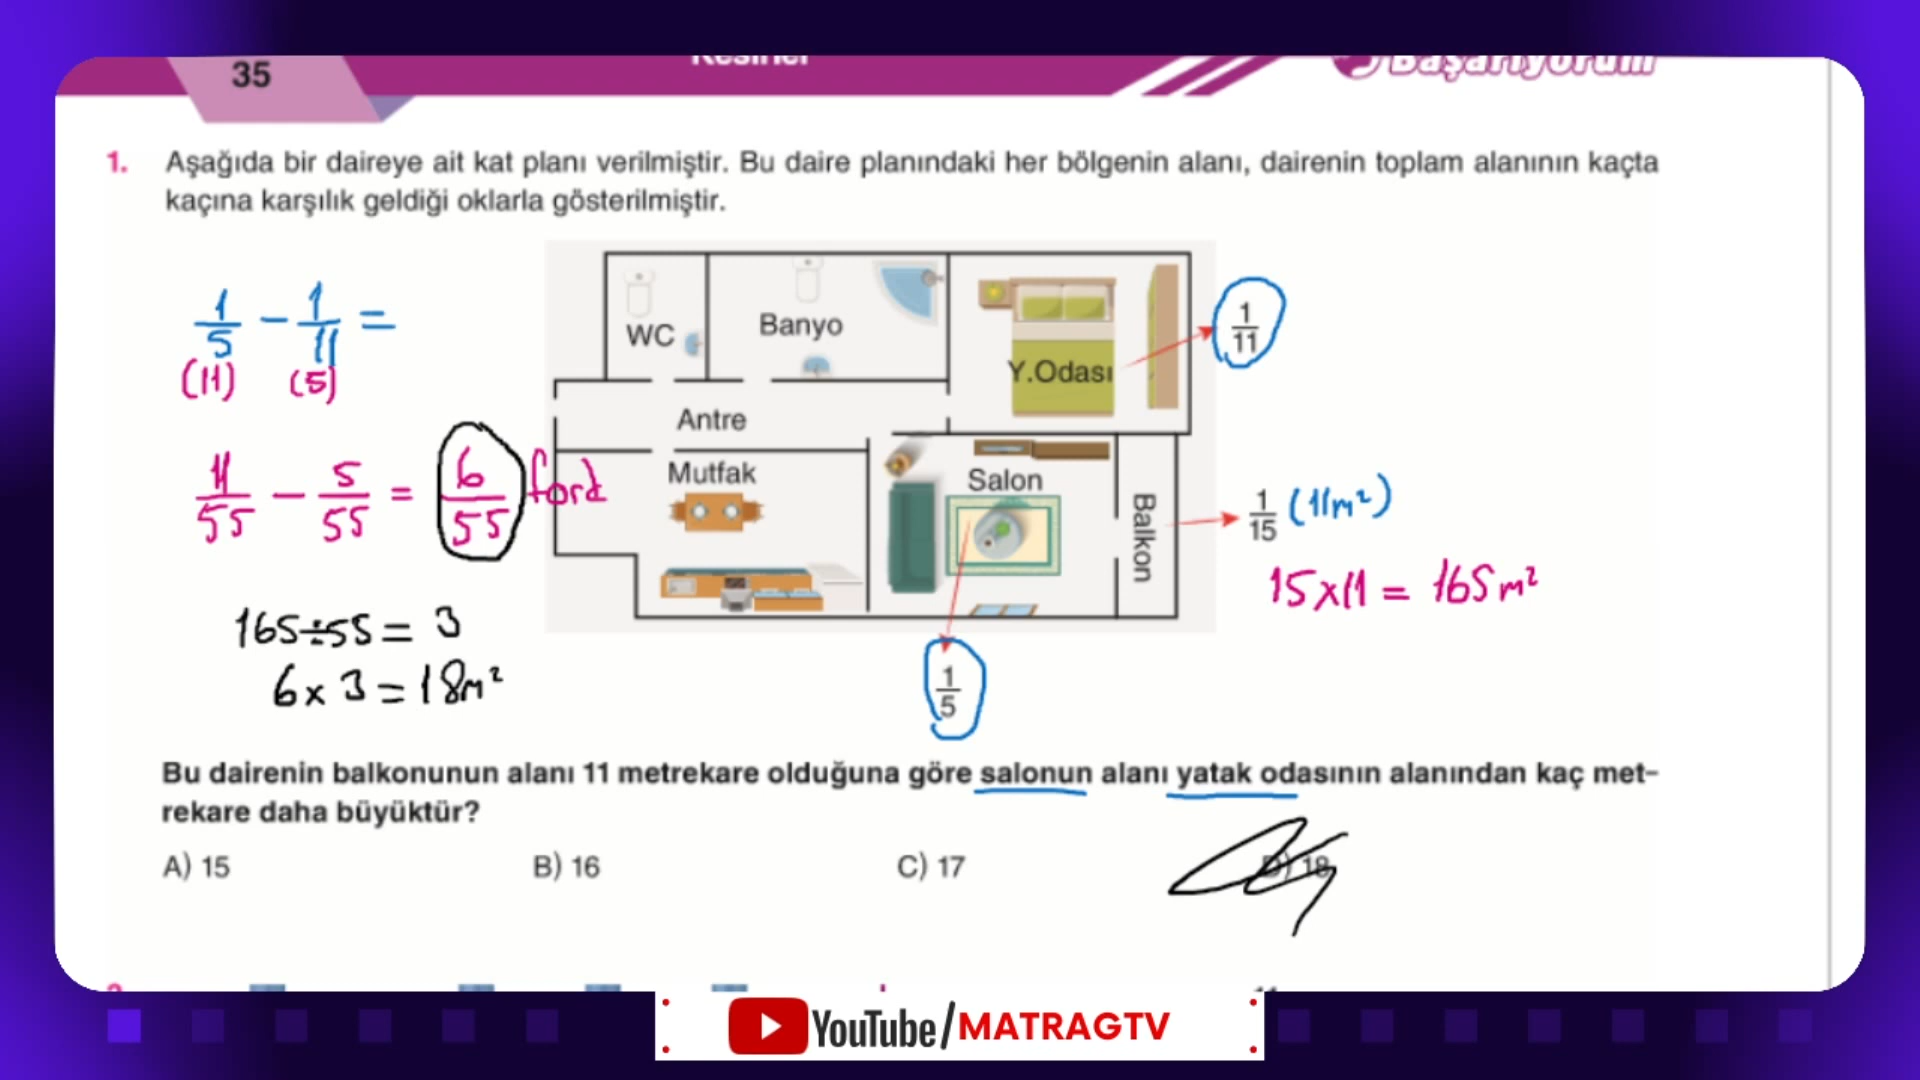 35
Kesirler
Başarıyorum
1. Aşağıda bir daireye ait kat planı verilmiştir. Bu daire planındaki her bölgenin alanı, dairenin toplam alanının kaçta
kaçına karşılık geldiği oklarla gösterilmiştir.
1/5 - 1/11 =
(11) (5)
11/55 - 5/55 = 6/55
165÷55 = 3
6x3=18m²
WC
Banyo
Y.Odası
1/11
Antre
Mutfak
Salon
Balkon
1/15 (11m²)
15x11 = 165m²
1/5
Bu dairenin balkonunun alanı 11 metrekare olduğuna göre salonun alanı yatak odasının alanından kaç met-
rekare daha büyüktür?
A) 15 B) 16 C) 17 D) 18
YouTube/MATRAGTV